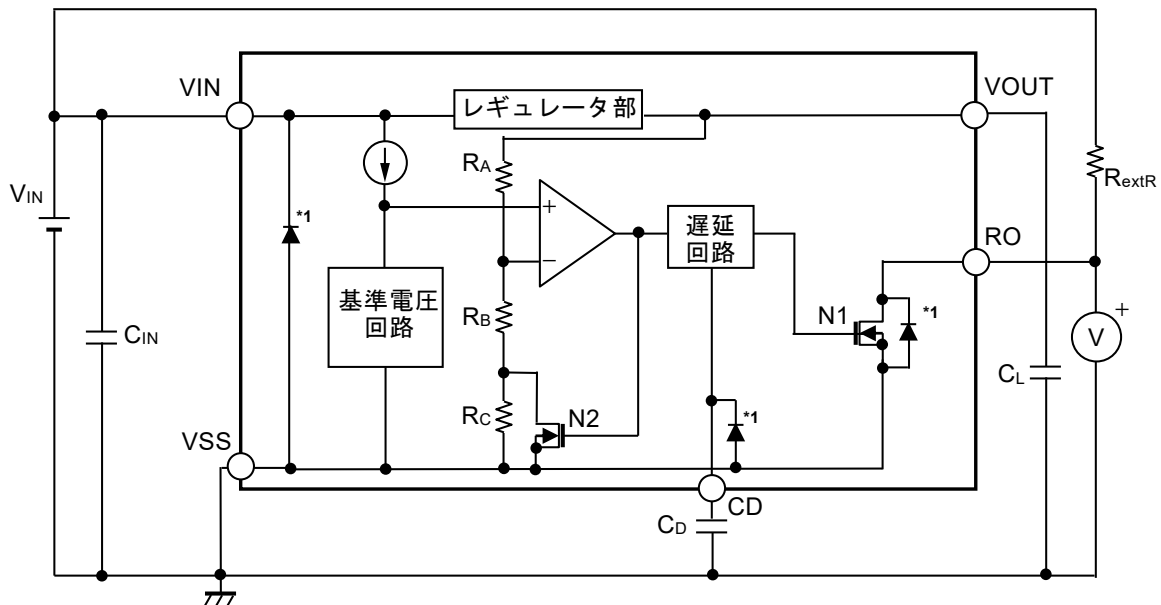 VIN
レギュレータ部
VOUT
RA
RextR
VIN
*1
+
−
遅延
回路
RO
基準電圧
回路
RB
N1
*1
+
V
CIN
CL
RC
N2
*1
VSS
CD
CD